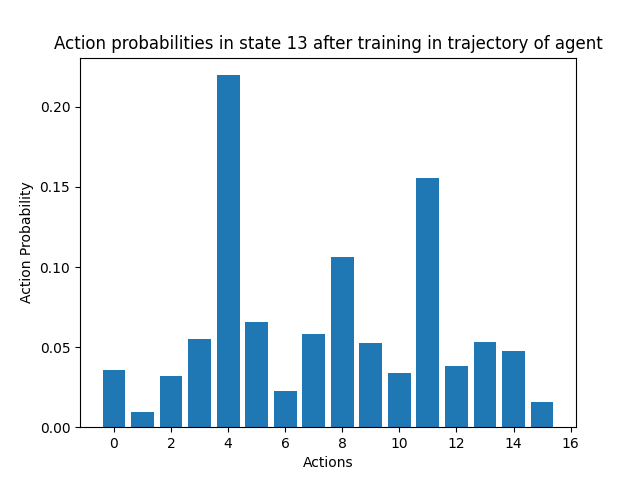 Action probabilities in state 13 after training in trajectory of agent
0.20
0.15
0.10
0.05
0.00
Action Probability
0 2 4 6 8 10 12 14 16
Actions